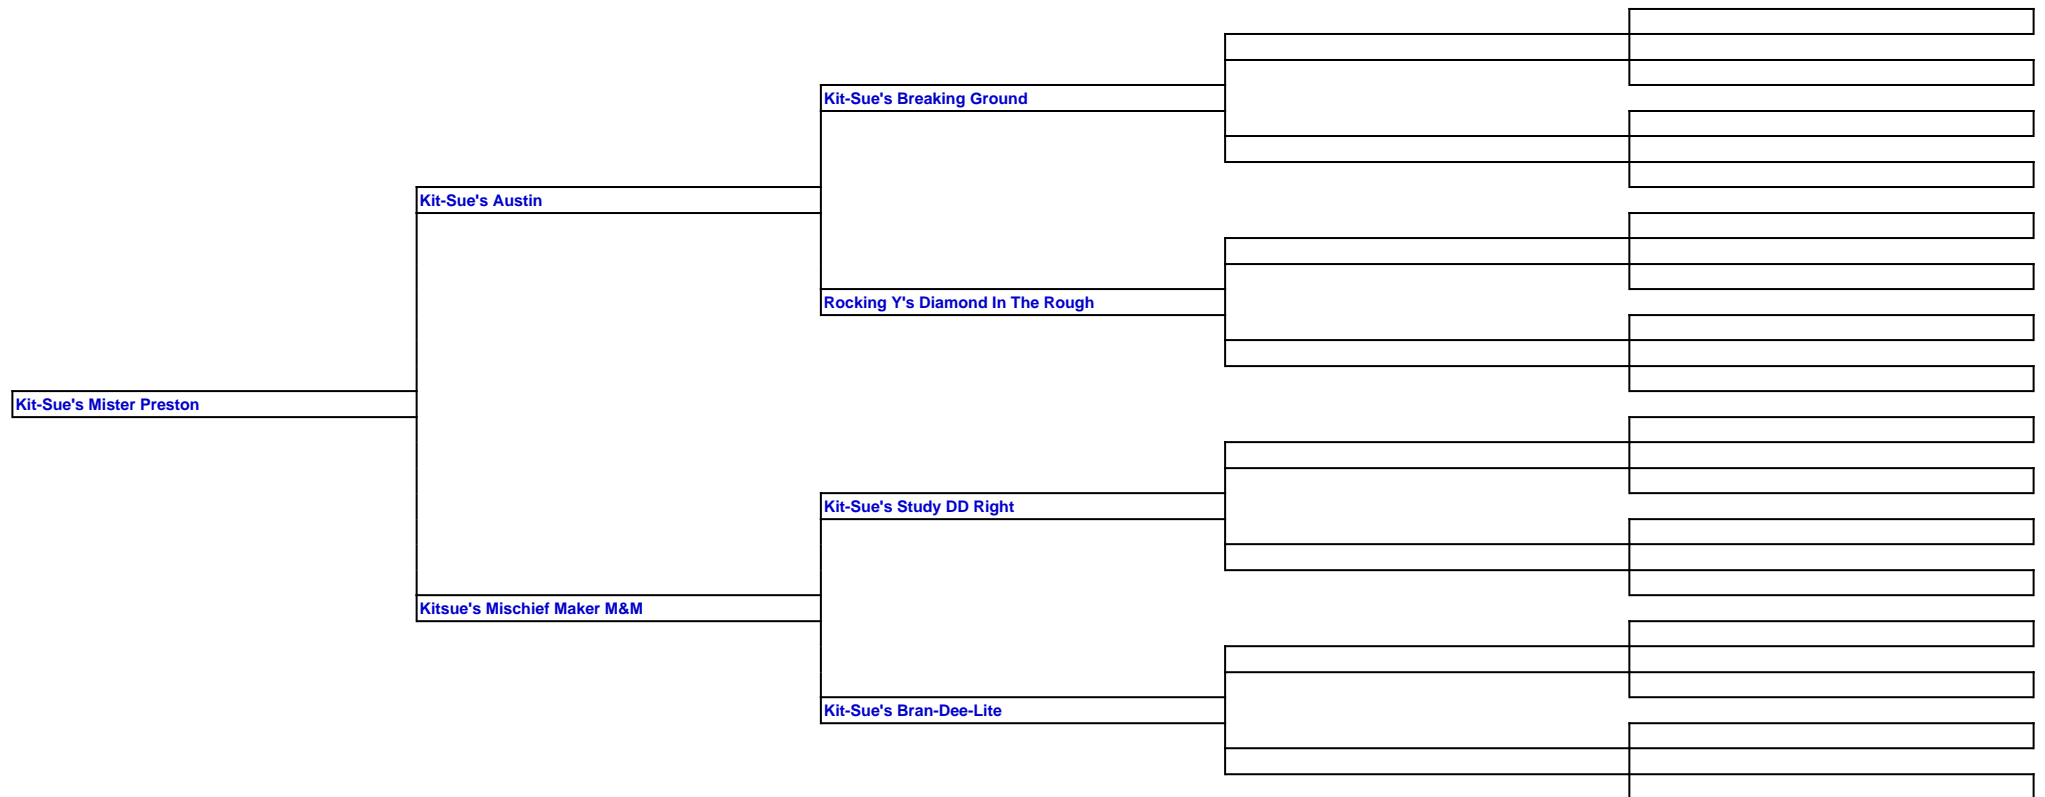 Kit-Sue's Breaking Ground
Kit-Sue's Austin
Rocking Y's Diamond In The Rough
Kit-Sue's Mister Preston
Kit-Sue's Study DD Right
Kitsue's Mischief Maker M&M
Kit-Sue's Bran-Dee-Lite